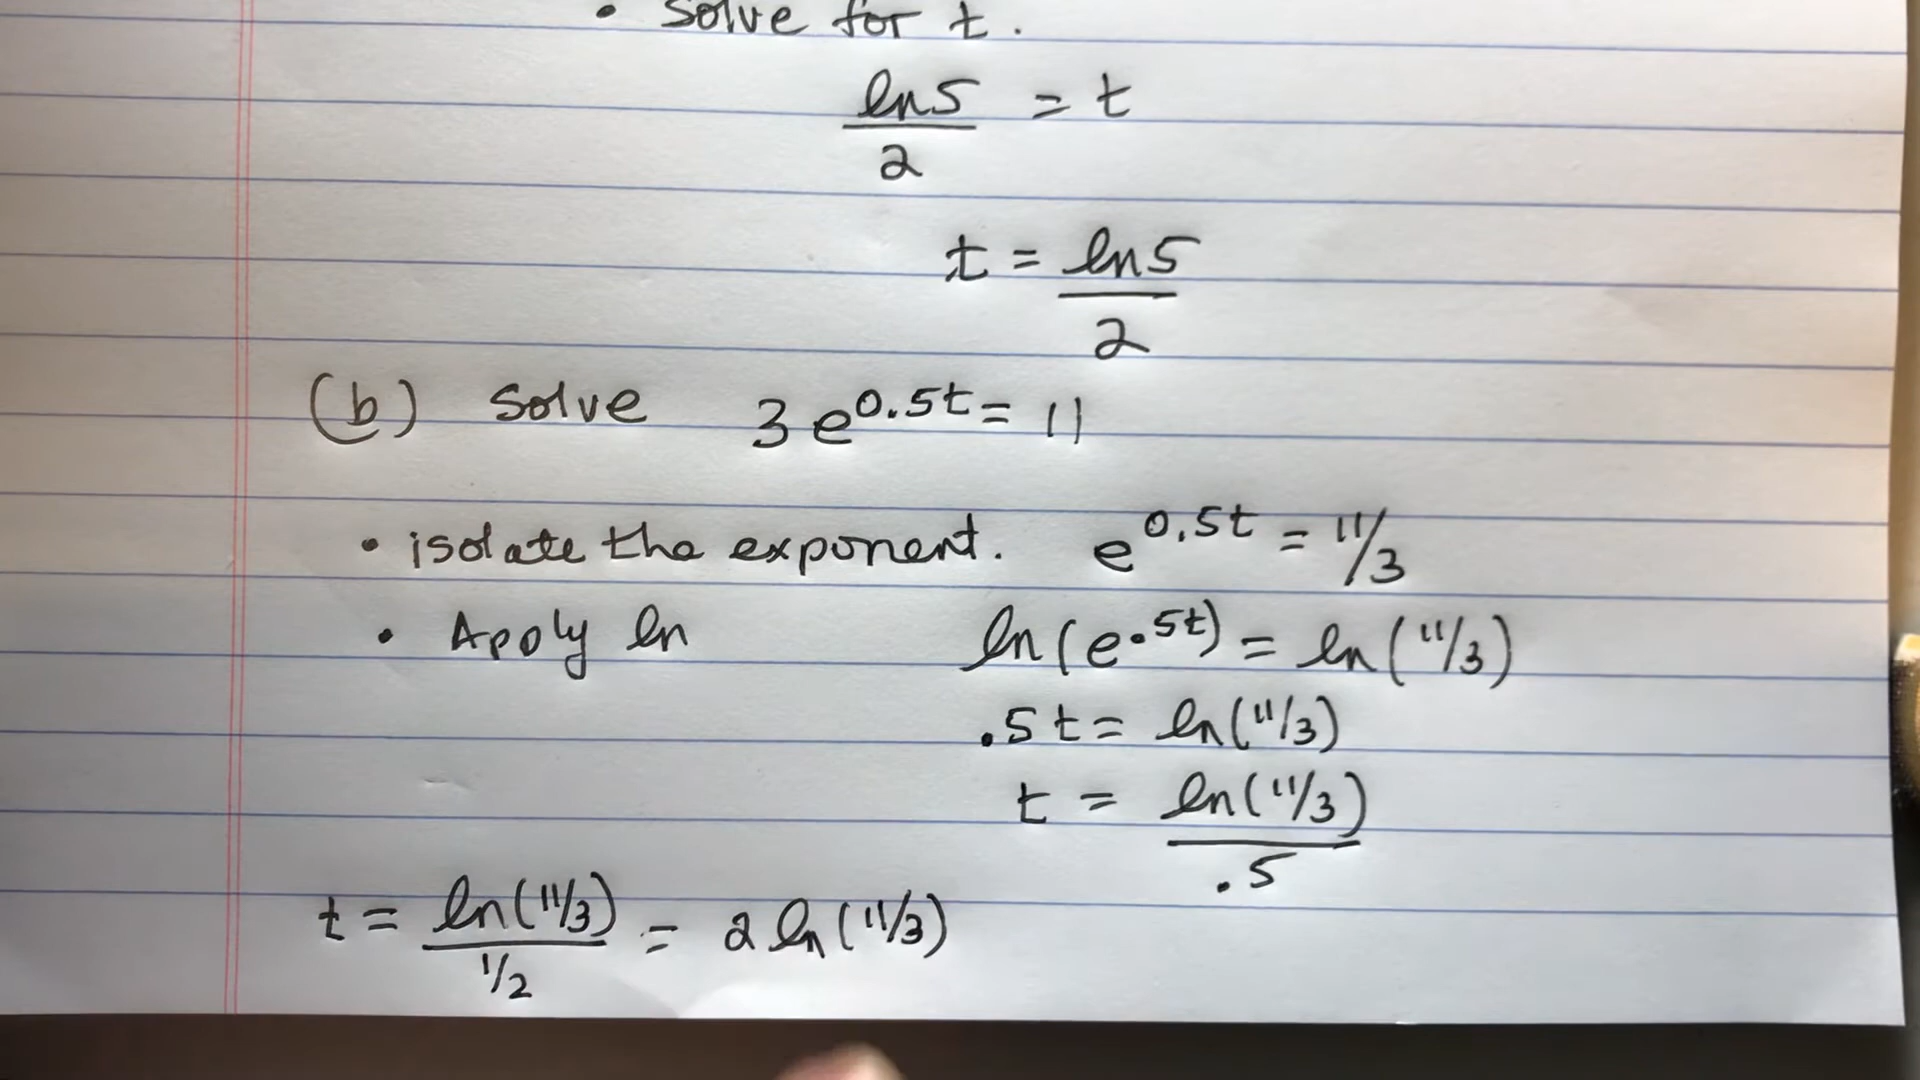 • Solve for t.
ln5/2 = t
t = ln5/2
(b) Solve 3e^0.5t = 11
• isolate the exponent. e^0.5t = 11/3
• Apply ln ln(e^.5t) = ln(11/3)
.5t = ln(11/3)
t = ln(11/3)/.5
t = ln(11/3)/1/2 = 2 ln(11/3)